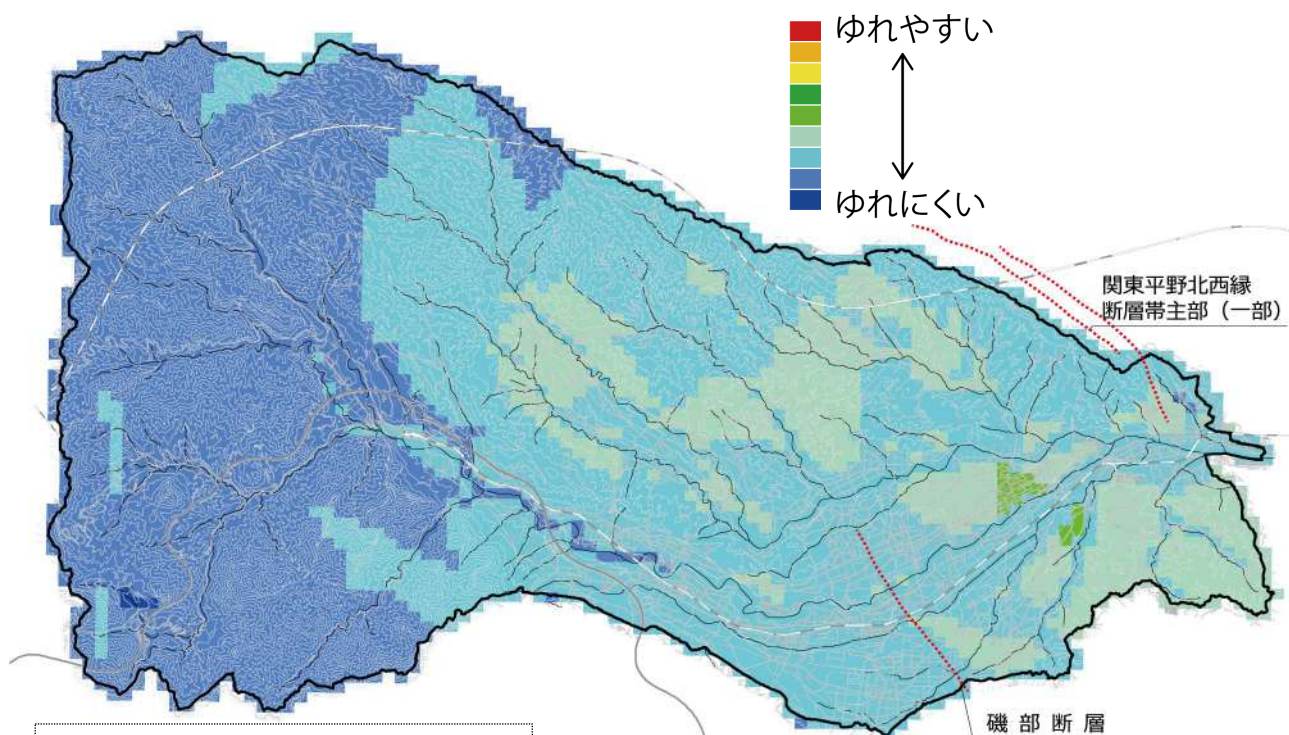 ゆれやすい
ゆれにくい
関東平野北西縁
断層帯主部（一部）
磯部断層